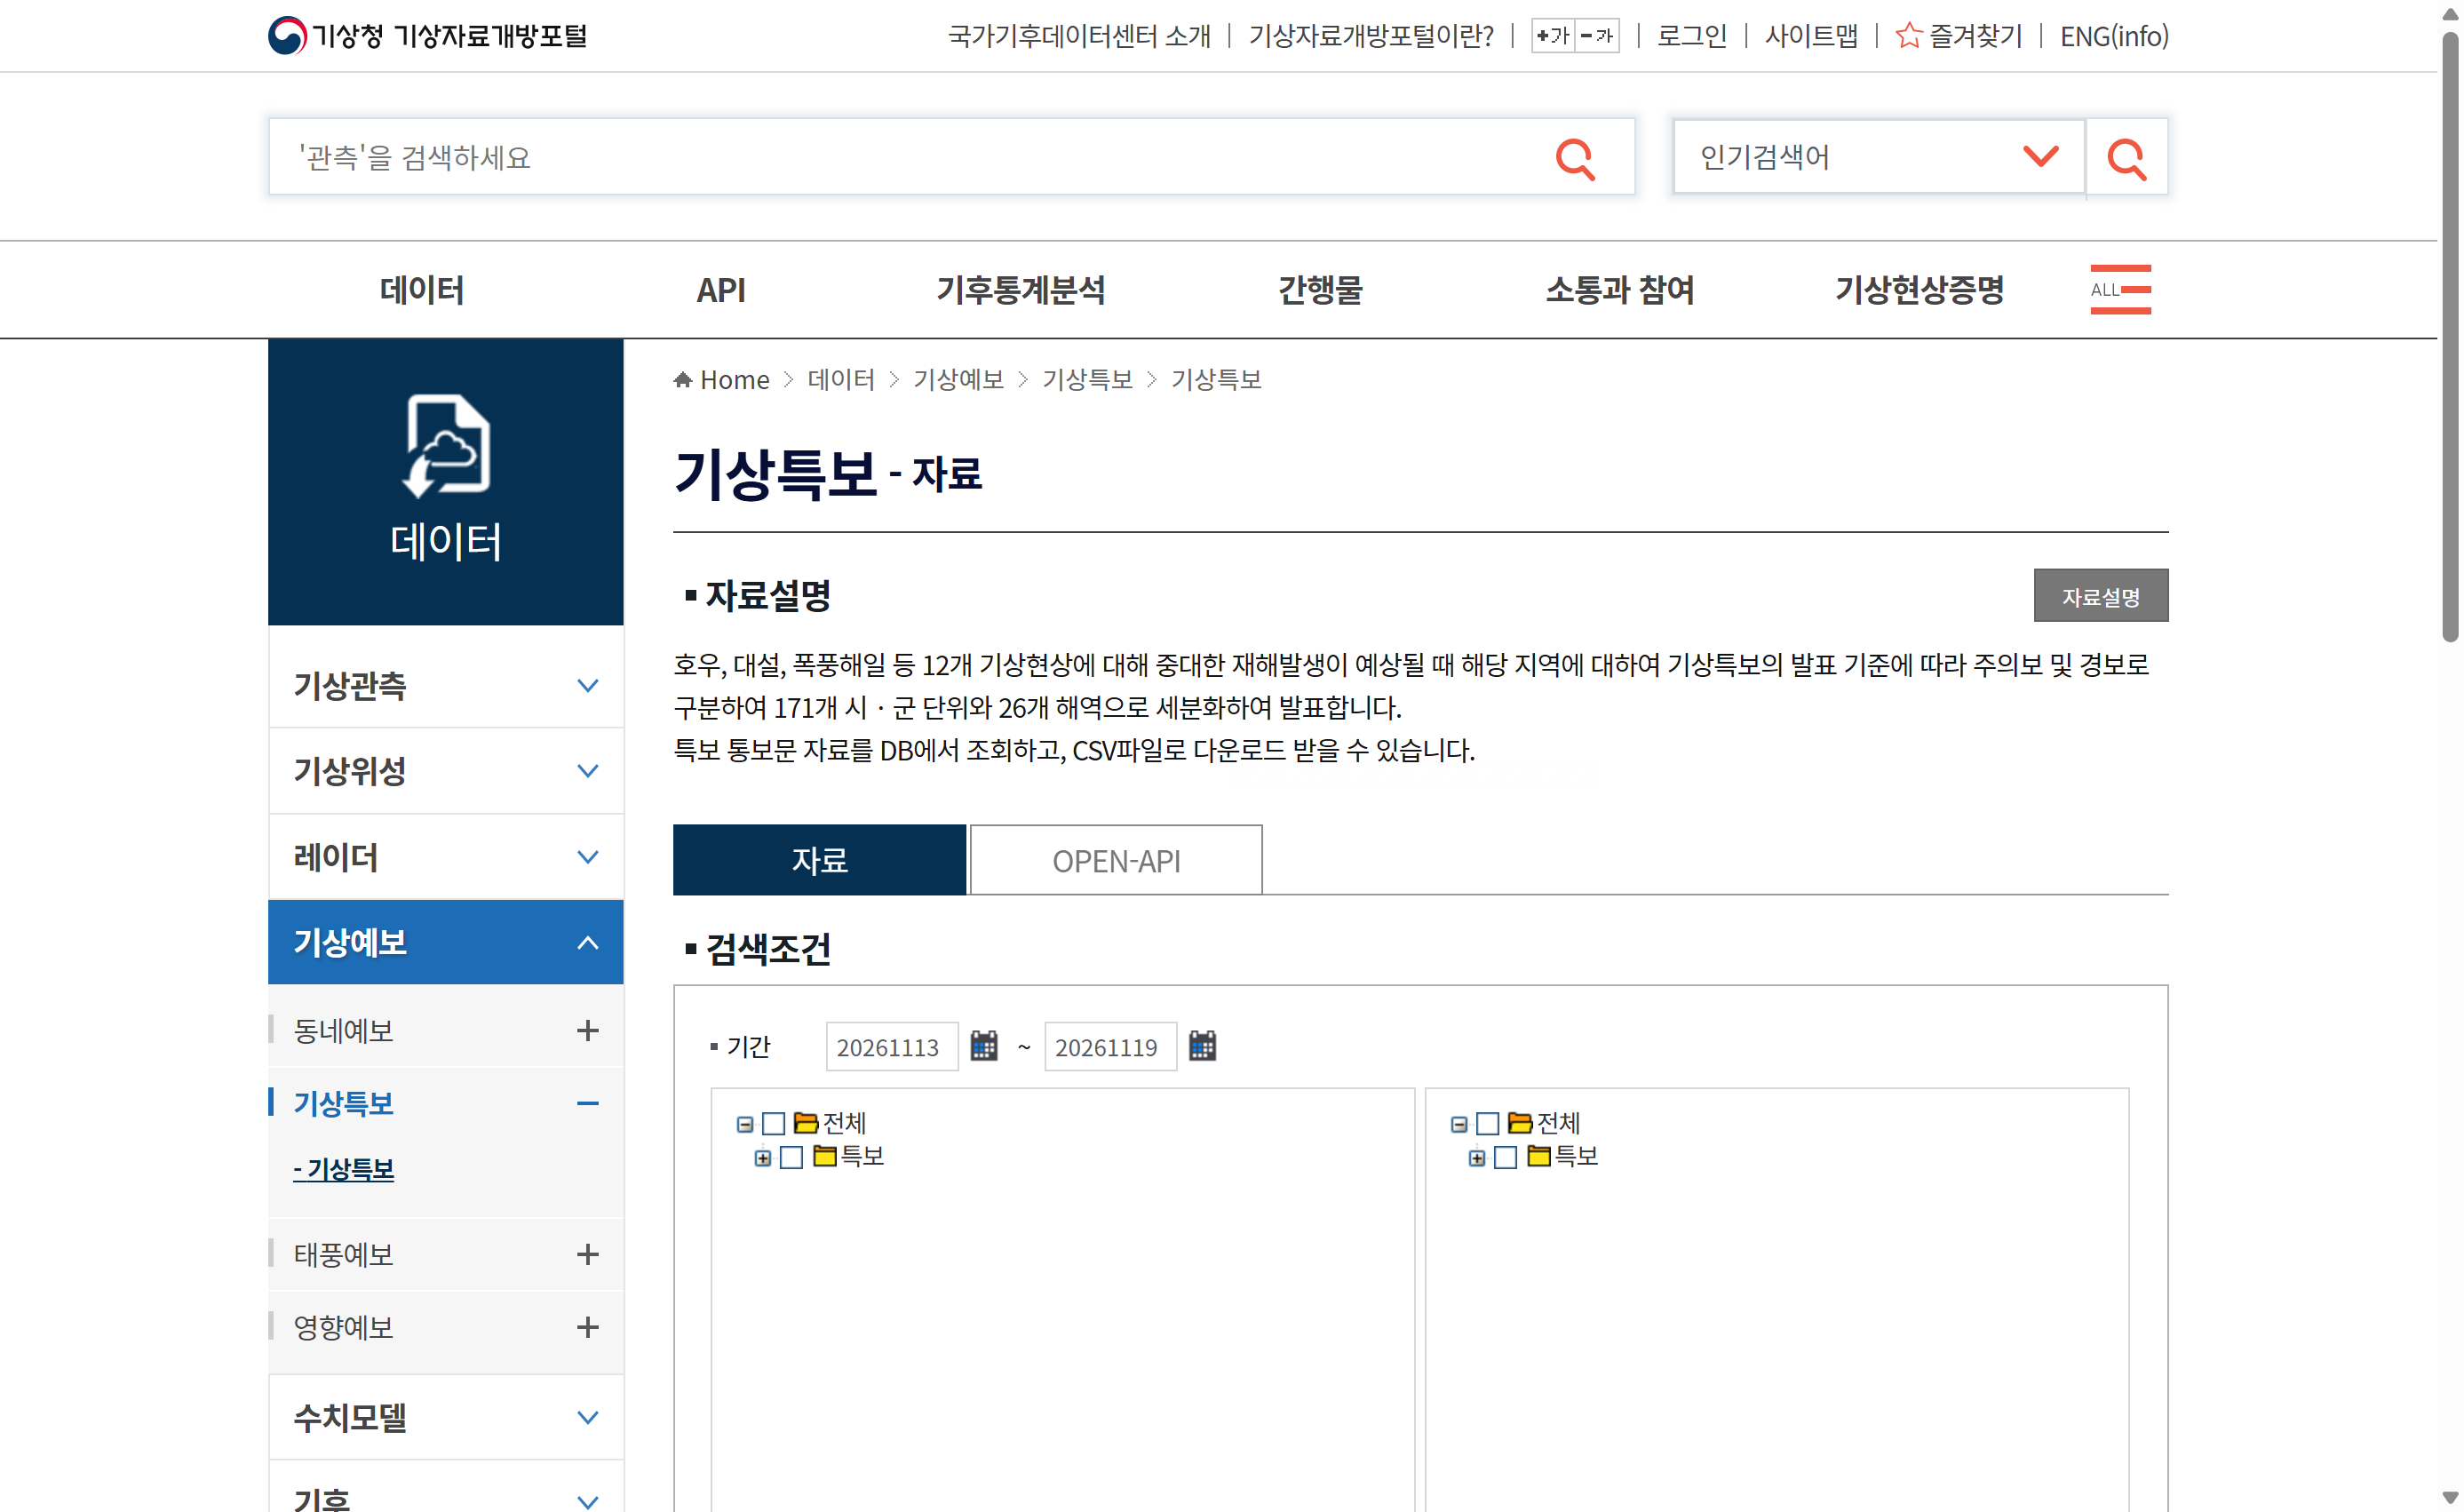 기상청 기상자료개방포털
국가기후데이터센터 소개 | 기상자료개방포털이란? | +가 -가 | 로그인 | 사이트맵 | 즐겨찾기 | ENG(info)
'관측'을 검색하세요
인기검색어
데이터 API 기후통계분석 간행물 소통과 참여 기상현상증명 ALL
데이터
기상관측
기상위성
레이더
기상예보
동네예보
기상특보
- 기상특보
태풍예보
영향예보
수치모델
기후
Home > 데이터 > 기상예보 > 기상특보 > 기상특보
기상특보 - 자료
자료설명
자료설명
호우, 대설, 폭풍해일 등 12개 기상현상에 대해 중대한 재해발생이 예상될 때 해당 지역에 대하여 기상특보의 발표 기준에 따라 주의보 및 경보로
구분하여 171개 시 · 군 단위와 26개 해역으로 세분화하여 발표합니다.
특보 통보문 자료를 DB에서 조회하고, CSV파일로 다운로드 받을 수 있습니다.
자료 OPEN-API
검색조건
기간 20261113 ~ 20261119
전체
특보
전체
특보